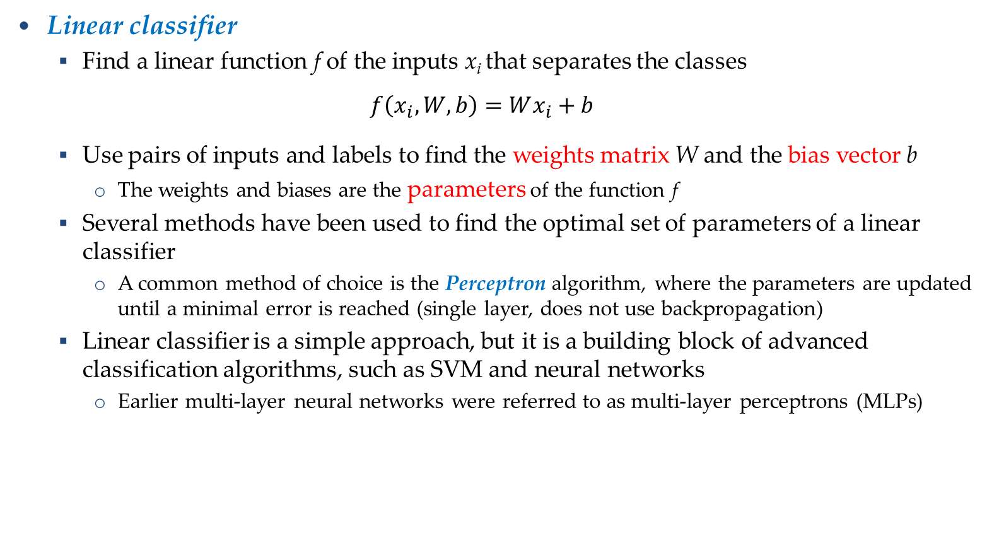 • Linear classifier
▪ Find a linear function f of the inputs xᵢ that separates the classes
f(xᵢ, W, b) = Wxᵢ + b
▪ Use pairs of inputs and labels to find the weights matrix W and the bias vector b
○ The weights and biases are the parameters of the function f
▪ Several methods have been used to find the optimal set of parameters of a linear
classifier
○ A common method of choice is the Perceptron algorithm, where the parameters are updated
until a minimal error is reached (single layer, does not use backpropagation)
▪ Linear classifier is a simple approach, but it is a building block of advanced
classification algorithms, such as SVM and neural networks
○ Earlier multi-layer neural networks were referred to as multi-layer perceptrons (MLPs)